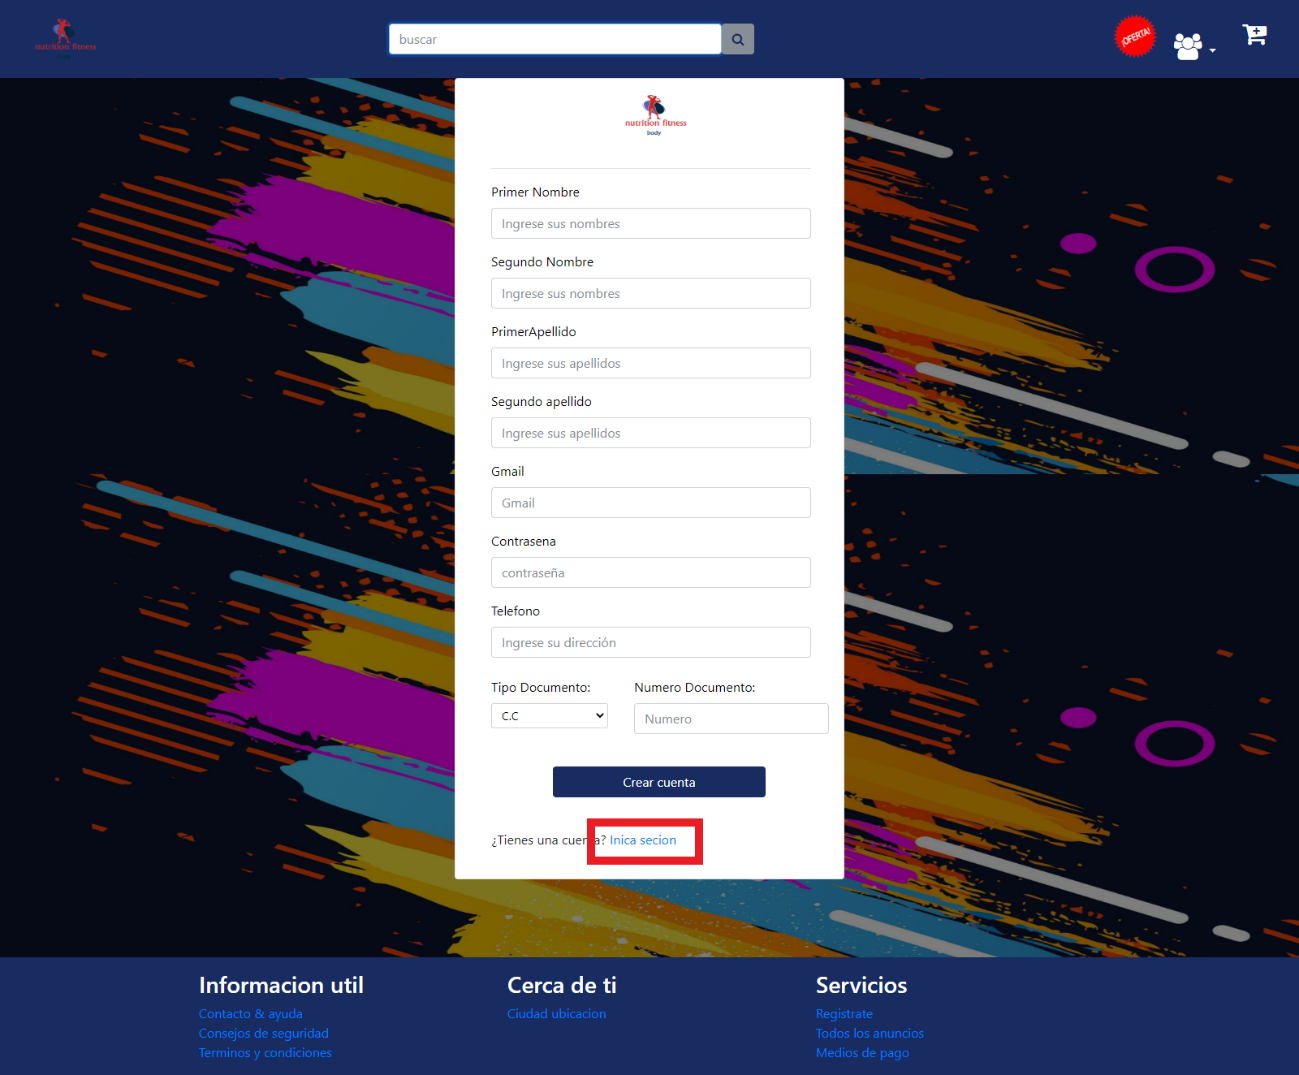 nutrition fitness
body
buscar
¡OFERTA!
nutrition fitness
body
Primer Nombre
Ingrese sus nombres
Segundo Nombre
Ingrese sus nombres
PrimerApellido
Ingrese sus apellidos
Segundo apellido
Ingrese sus apellidos
Gmail
Gmail
Contrasena
contraseña
Telefono
Ingrese su dirección
Tipo Documento: Numero Documento:
C.C Numero
Crear cuenta
¿Tienes una cuenta? Inica secion
Informacion util
Contacto & ayuda
Consejos de seguridad
Terminos y condiciones
Cerca de ti
Ciudad ubicacion
Servicios
Registrate
Todos los anuncios
Medios de pago